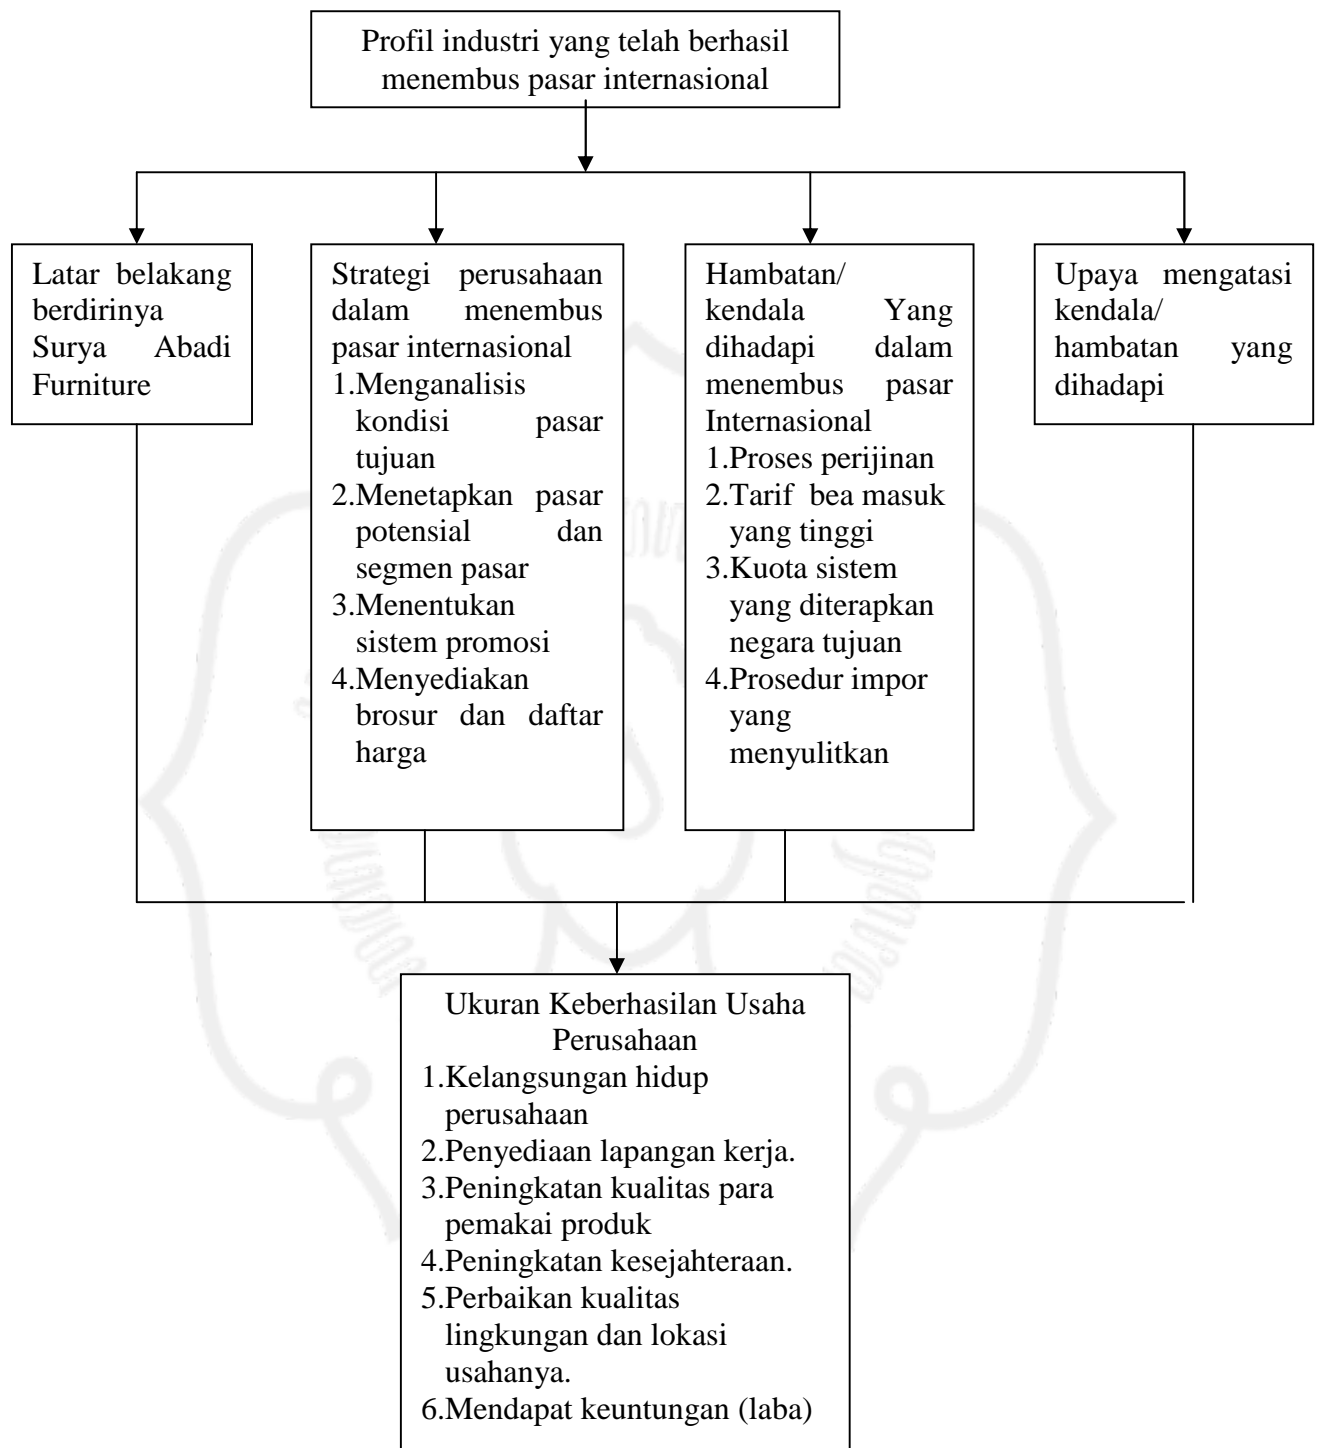 Profil industri yang telah berhasil
menembus pasar internasional
Latar belakang
berdirinya
Surya Abadi
Furniture
Strategi perusahaan
dalam menembus
pasar internasional
1.Menganalisis
kondisi pasar
tujuan
2.Menetapkan pasar
potensial dan
segmen pasar
3.Menentukan
sistem promosi
4.Menyediakan
brosur dan daftar
harga
Hambatan/
kendala Yang
dihadapi dalam
menembus pasar
Internasional
1.Proses perijinan
2.Tarif bea masuk
yang tinggi
3.Kuota sistem
yang diterapkan
negara tujuan
4.Prosedur impor
yang
menyulitkan
Upaya mengatasi
kendala/
hambatan yang
dihadapi
Ukuran Keberhasilan Usaha
Perusahaan
1.Kelangsungan hidup
perusahaan
2.Penyediaan lapangan kerja.
3.Peningkatan kualitas para
pemakai produk
4.Peningkatan kesejahteraan.
5.Perbaikan kualitas
lingkungan dan lokasi
usahanya.
6.Mendapat keuntungan (laba)